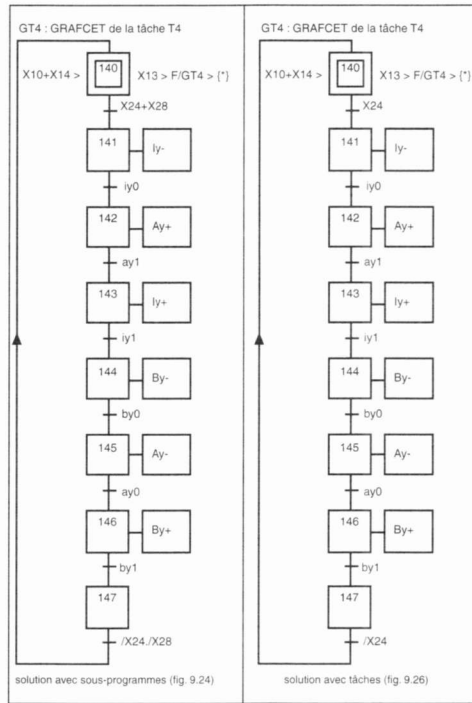 GT4 : GRAFCET de la tâche T4
X10+X14 >
140
X13 > F/GT4 > {*}
X24+X28
141
Iy-
iy0
142
Ay+
ay1
143
Iy+
iy1
144
By-
by0
145
Ay-
ay0
146
By+
by1
147
/X24./X28
solution avec sous-programmes (fig. 9.24)
GT4 : GRAFCET de la tâche T4
X10+X14 >
140
X13 > F/GT4 > {*}
X24
141
Iy-
iy0
142
Ay+
ay1
143
Iy+
iy1
144
By-
by0
145
Ay-
ay0
146
By+
by1
147
/X24
solution avec tâches (fig. 9.26)